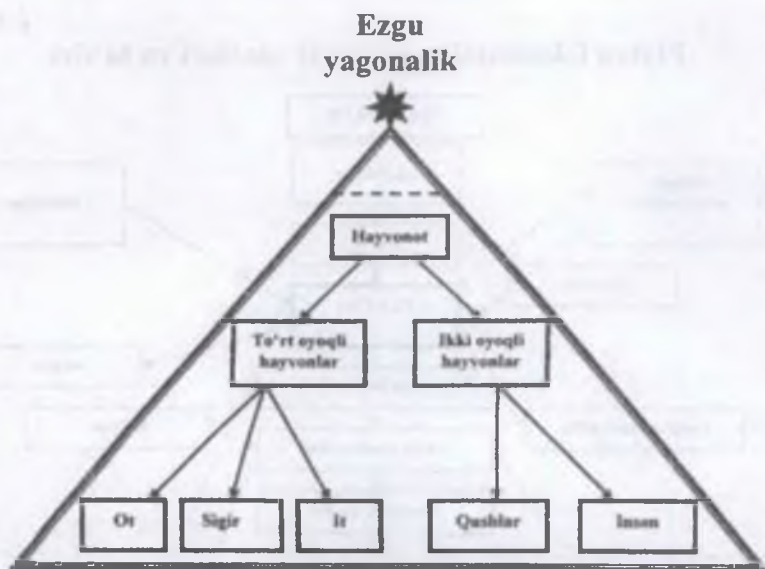 Ezgu
yagonalik
Hayvonot
To‘rt oyoqli
hayvonlar
Ikki oyoqli
hayvonlar
Ot
Sigir
It
Qushlar
Inson